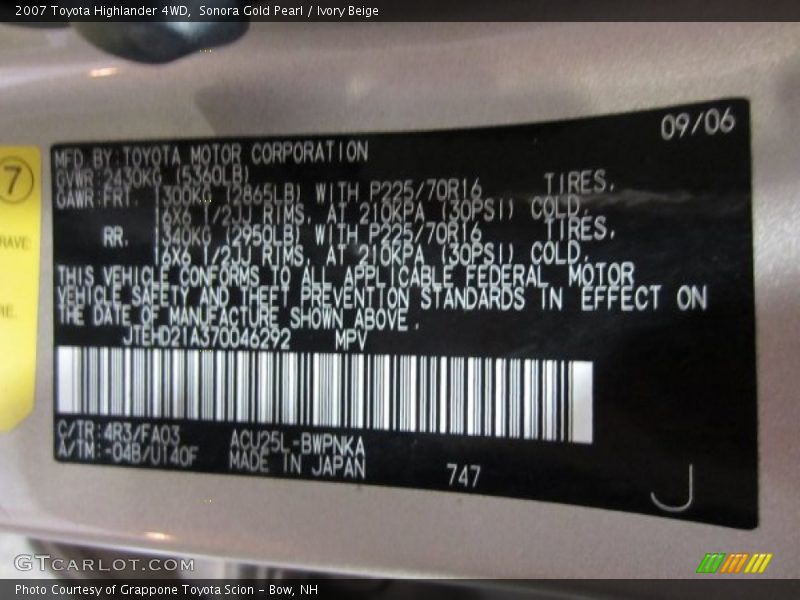 2007 Toyota Highlander 4WD,  Sonora Gold Pearl / Ivory Beige
09/06
7
MFD BY:TOYOTA MOTOR CORPORATION
GVWR:2430KG (5360LB)
GAWR:FRT. 1300KG (2865LB) WITH P225/70R16 TIRES,
16X6 1/2JJ RIMS, AT 210KPA (30PSI) COLD.
RR. 1340KG (2950LB) WITH P225/70R16 TIRES,
16X6 1/2JJ RIMS, AT 210KPA (30PSI) COLD.
THIS VEHICLE CONFORMS TO ALL APPLICABLE FEDERAL MOTOR
VEHICLE SAFETY AND THEFT PREVENTION STANDARDS IN EFFECT ON
THE DATE OF MANUFACTURE SHOWN ABOVE.
JTEHD21A370046292 MPV
C/TR:4R3/FA03 ACU25L-BWPNKA
A/TM:-04B/U140F MADE IN JAPAN
747
J
GTCARLOT.COM
Photo Courtesy of Grappone Toyota Scion – Bow, NH